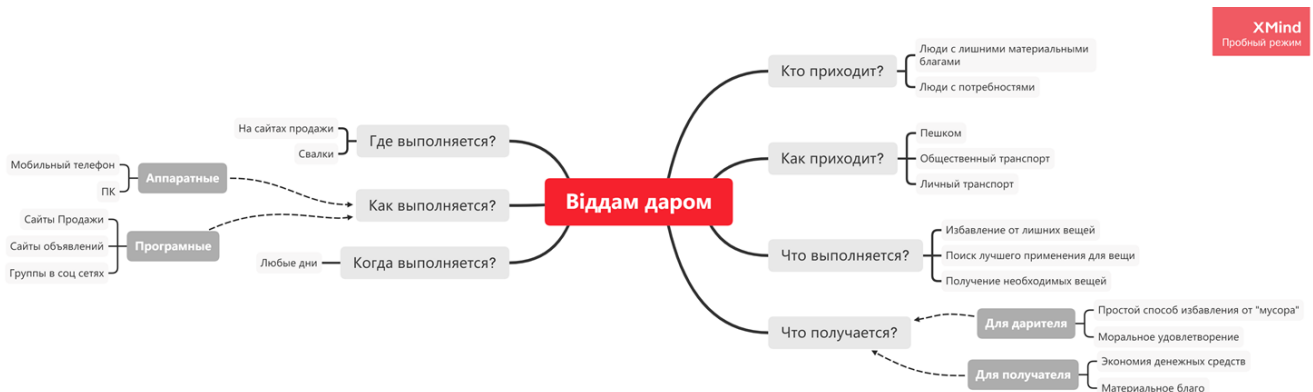 XMind
Пробный режим
Віддам даром
Кто приходит?
Люди с лишними материальными
благами
Люди с потребностями
Как приходит?
Пешком
Общественный транспорт
Личный транспорт
Что выполняется?
Избавление от лишних вещей
Поиск лучшего применения для вещи
Получение необходимых вещей
Что получается?
Для дарителя
Простой способ избавления от "мусора"
Моральное удовлетворение
Для получателя
Экономия денежных средств
Материальное благо
Где выполняется?
На сайтах продажи
Свалки
Как выполняется?
Аппаратные
Мобильный телефон
ПК
Програмные
Сайты Продажи
Сайты объявлений
Группы в соц сетях
Когда выполняется?
Любые дни